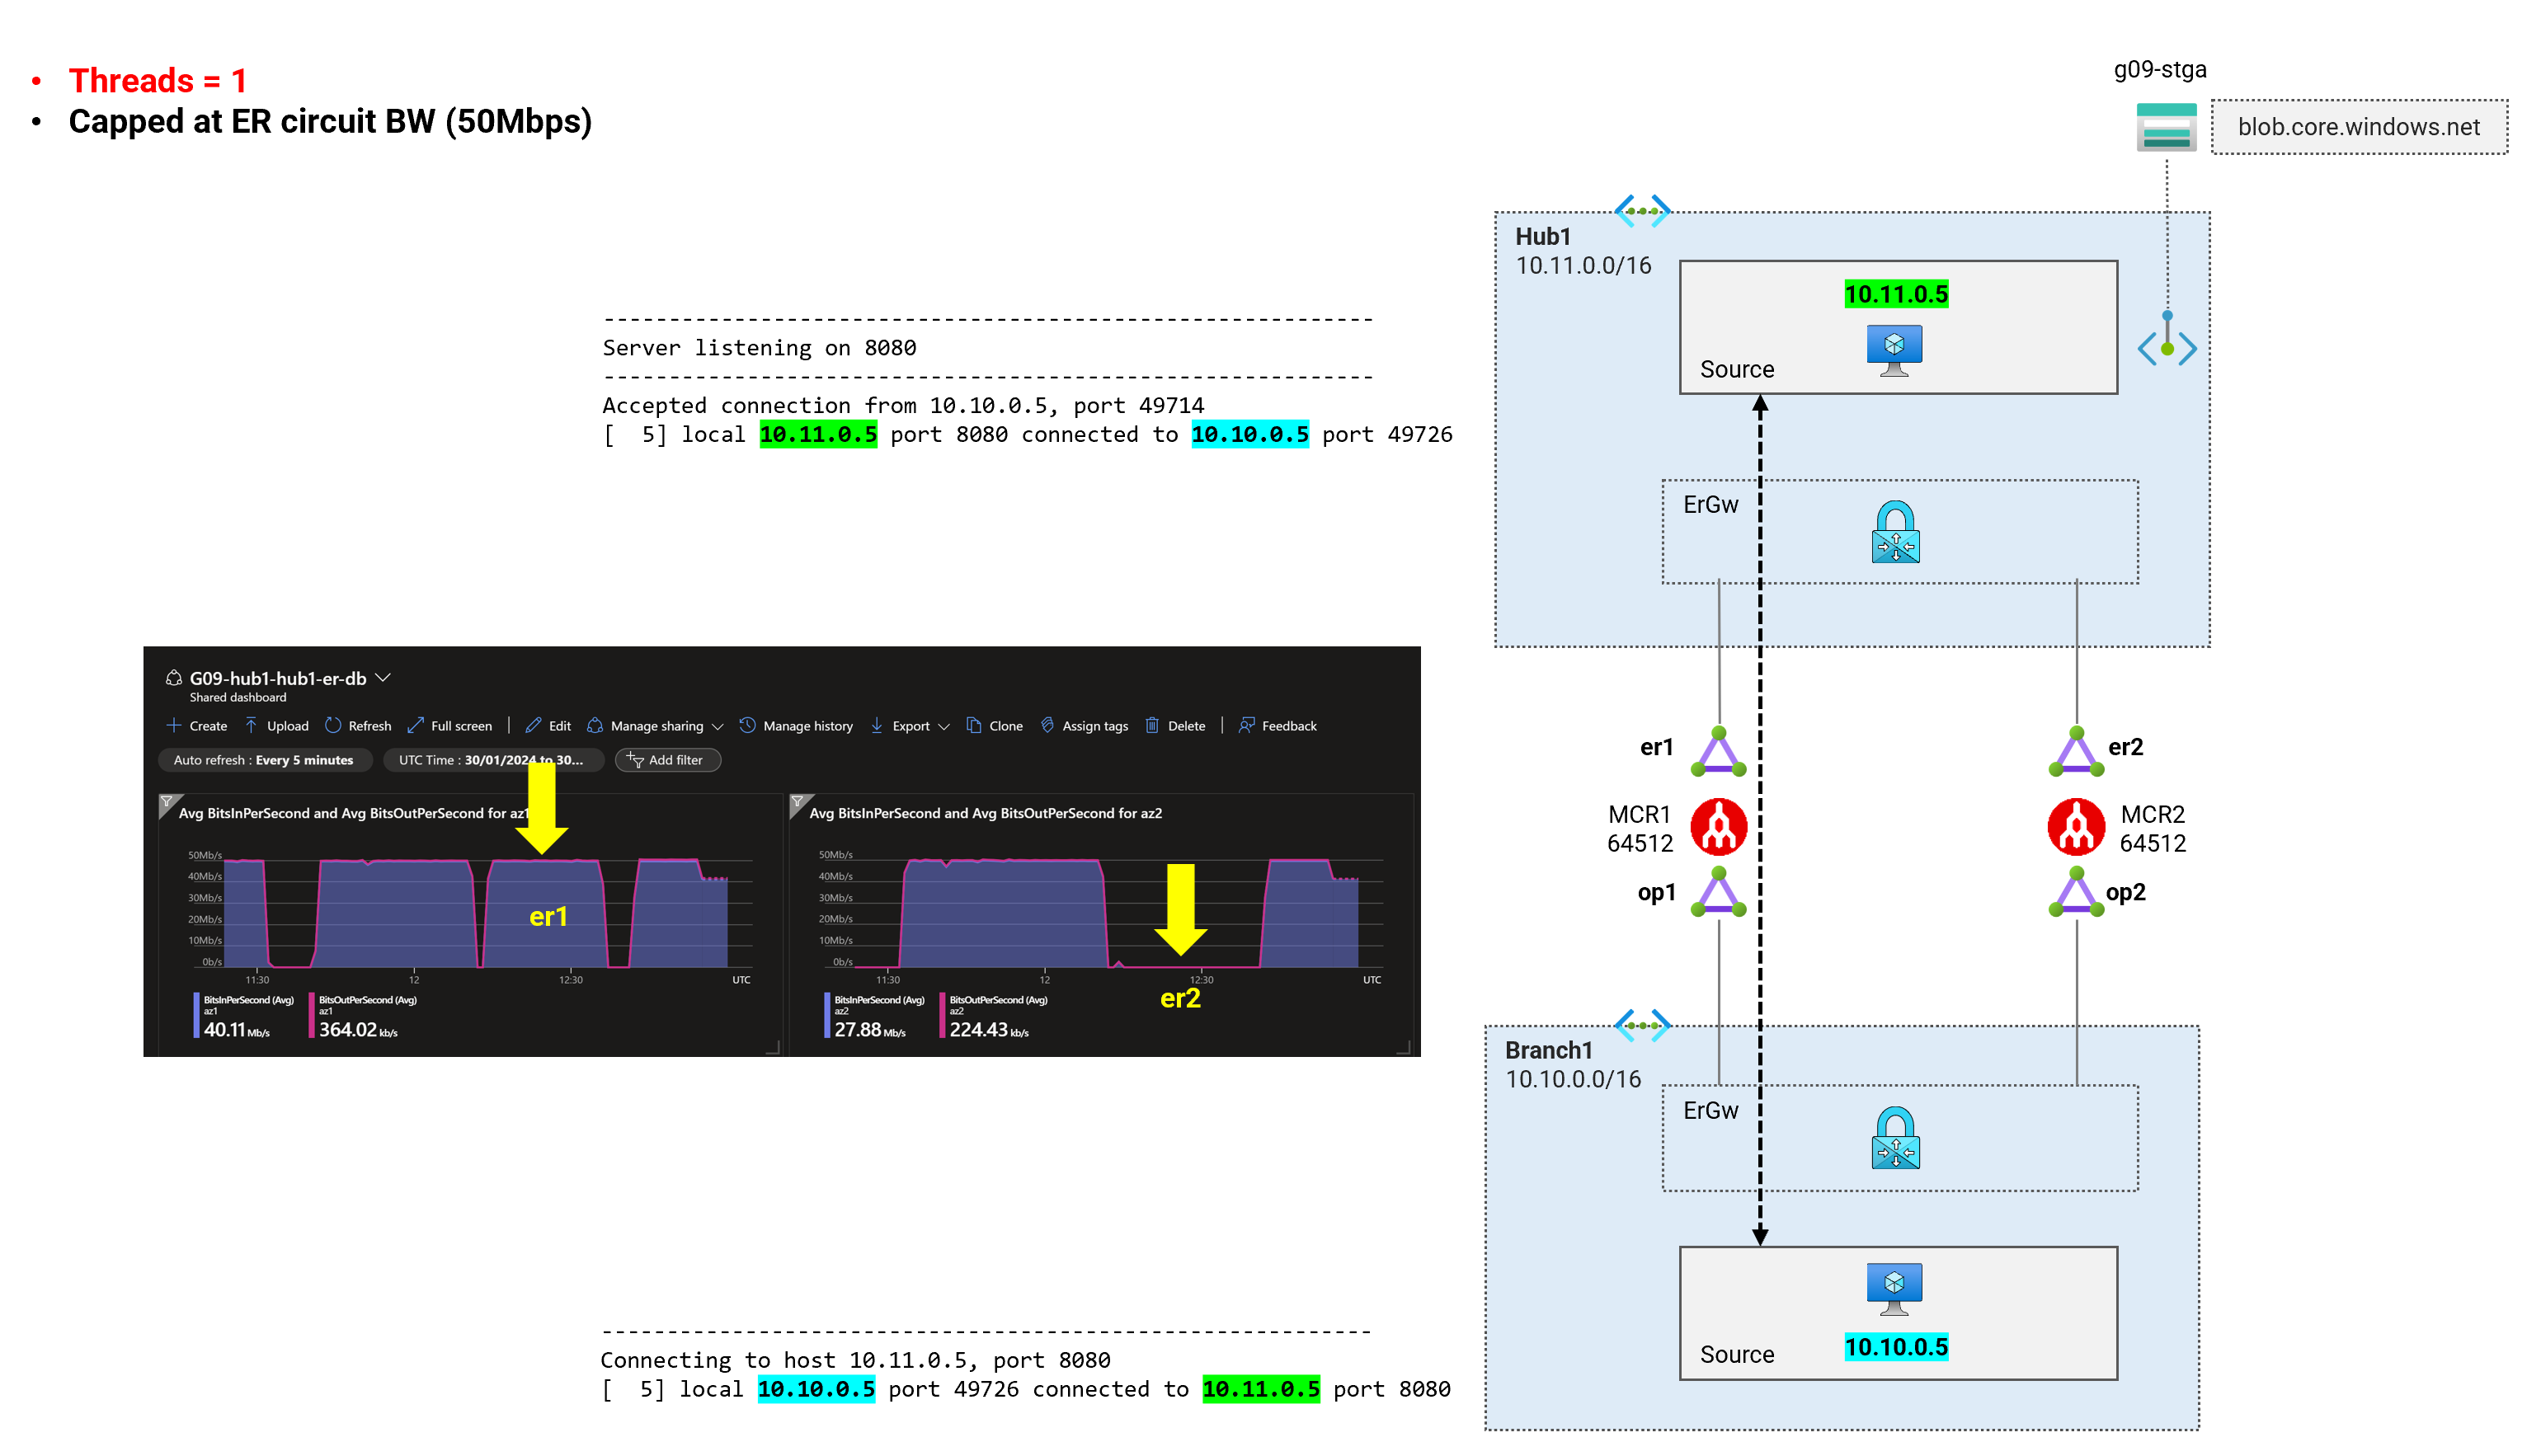 • Threads = 1
• Capped at ER circuit BW (50Mbps)
g09-stga
blob.core.windows.net
Hub1
10.11.0.0/16
10.11.0.5
Source
-----------------------------------------------------------
Server listening on 8080
-----------------------------------------------------------
Accepted connection from 10.10.0.5, port 49714
[  5] local 10.11.0.5 port 8080 connected to 10.10.0.5 port 49726
ErGw
G09-hub1-hub1-er-db
Shared dashboard
Create Upload Refresh Full screen | Edit Manage sharing Manage history Export Clone Assign tags Delete | Feedback
Auto refresh : Every 5 minutes
UTC Time : 30/01/2024 to 30...
Add filter
Avg BitsInPerSecond and Avg BitsOutPerSecond for az1
50Mb/s
40Mb/s
30Mb/s
20Mb/s
10Mb/s
0b/s
er1
11:30 12 12:30 UTC
BitsInPerSecond (Avg)
az1
40.11 Mb/s
BitsOutPerSecond (Avg)
az1
364.02 kb/s
Avg BitsInPerSecond and Avg BitsOutPerSecond for az2
50Mb/s
40Mb/s
30Mb/s
20Mb/s
10Mb/s
0b/s
11:30 12 12:30 UTC
er2
BitsInPerSecond (Avg)
az2
27.88 Mb/s
BitsOutPerSecond (Avg)
az2
224.43 kb/s
er1
er2
MCR1
64512
MCR2
64512
op1
op2
Branch1
10.10.0.0/16
ErGw
Source
10.10.0.5
-----------------------------------------------------------
Connecting to host 10.11.0.5, port 8080
[  5] local 10.10.0.5 port 49726 connected to 10.11.0.5 port 8080